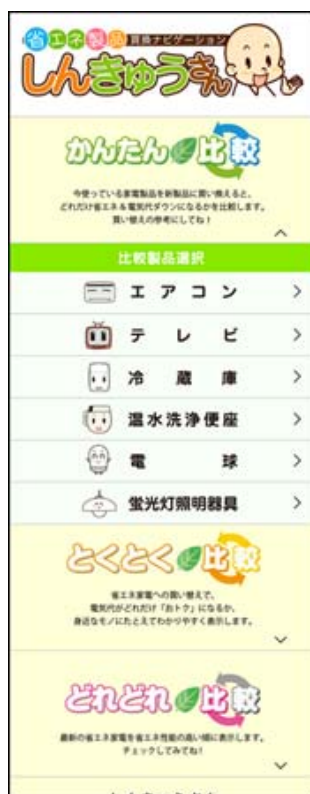 省エネ製品買換ナビゲーション
しんきゅうさん
かんたん比較
今使っている家電製品を新製品に買い換えると、
どれだけ省エネ&電気代ダウンになるかを比較します。
買い替えの参考にしてね!
比較製品選択
エアコン
テレビ
冷蔵庫
温水洗浄便座
電球
蛍光灯照明器具
とくとく比較
省エネ家電への買い替えで、
電気代がどれだけ「おトク」になるか、
身近なモノにたとえてわかりやすく表示します。
どれどれ比較
最新の省エネ家電を省エネ性能の高い順に表示します。
チェックしてみてね!